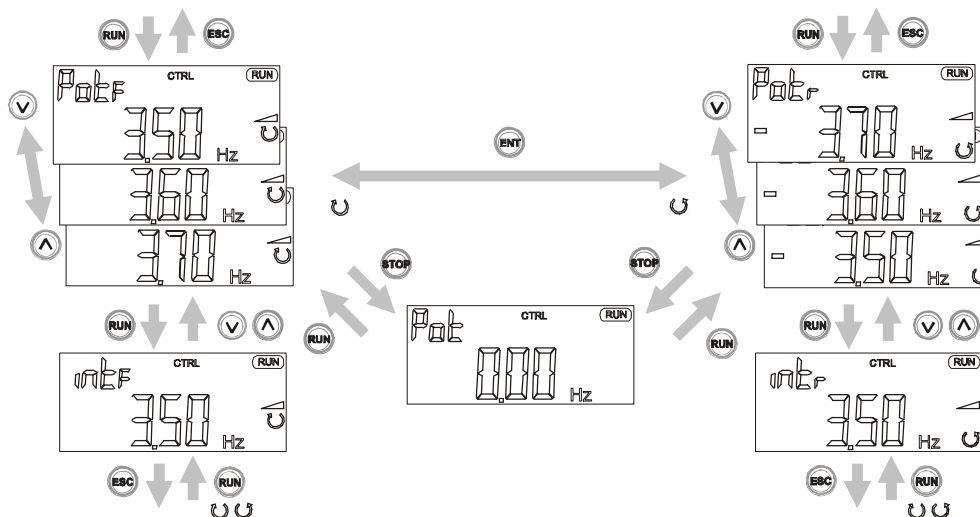 RUN ESC
RUN ESC
PotF CTRL RUN
3.50 Hz
3.60 Hz
3.70 Hz
ENT
Potr CTRL RUN
-3.70 Hz
-3.60 Hz
-3.50 Hz
STOP
STOP
RUN
RUN
RUN
RUN
Pot CTRL RUN
0.00 Hz
intF CTRL RUN
3.50 Hz
intr CTRL RUN
3.50 Hz
ESC RUN
ESC RUN